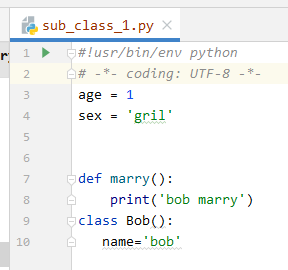 ry
sub_class_1.py
1 #!usr/bin/env python
2 # -*- coding: UTF-8 -*-
3 age = 1
4 sex = 'gril'
5
6
7 def marry():
8     print('bob marry')
9 class Bob():
10    name='bob'